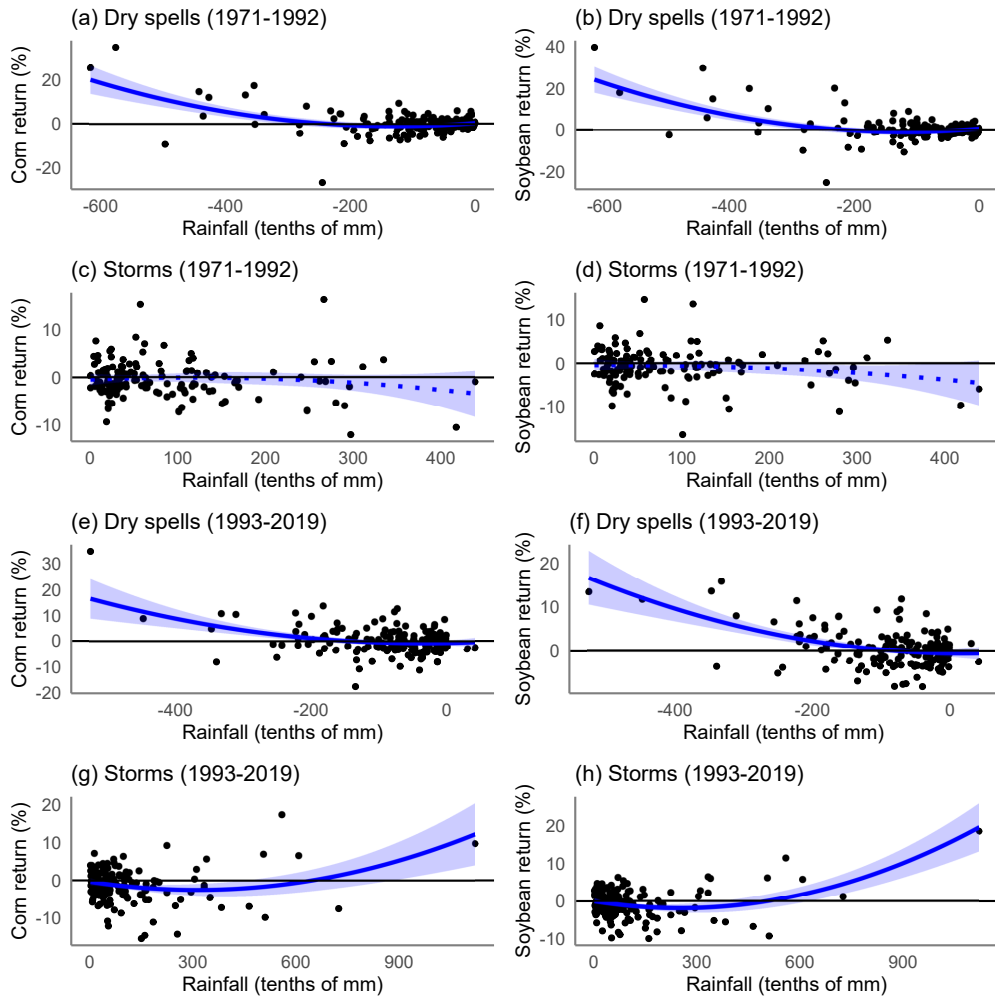 (a) Dry spells (1971-1992)
Corn return (%)
20
0
-20
-600
-400
-200
0
Rainfall (tenths of mm)
(b) Dry spells (1971-1992)
Soybean return (%)
40
20
0
-20
-600
-400
-200
0
Rainfall (tenths of mm)
(c) Storms (1971-1992)
Corn return (%)
10
0
-10
0
100
200
300
400
Rainfall (tenths of mm)
(d) Storms (1971-1992)
Soybean return (%)
10
0
-10
0
100
200
300
400
Rainfall (tenths of mm)
(e) Dry spells (1993-2019)
Corn return (%)
30
20
10
0
-10
-20
-400
-200
0
Rainfall (tenths of mm)
(f) Dry spells (1993-2019)
Soybean return (%)
20
10
0
-400
-200
0
Rainfall (tenths of mm)
(g) Storms (1993-2019)
Corn return (%)
20
10
0
-10
0
300
600
900
Rainfall (tenths of mm)
(h) Storms (1993-2019)
Soybean return (%)
20
10
0
-10
0
300
600
900
Rainfall (tenths of mm)